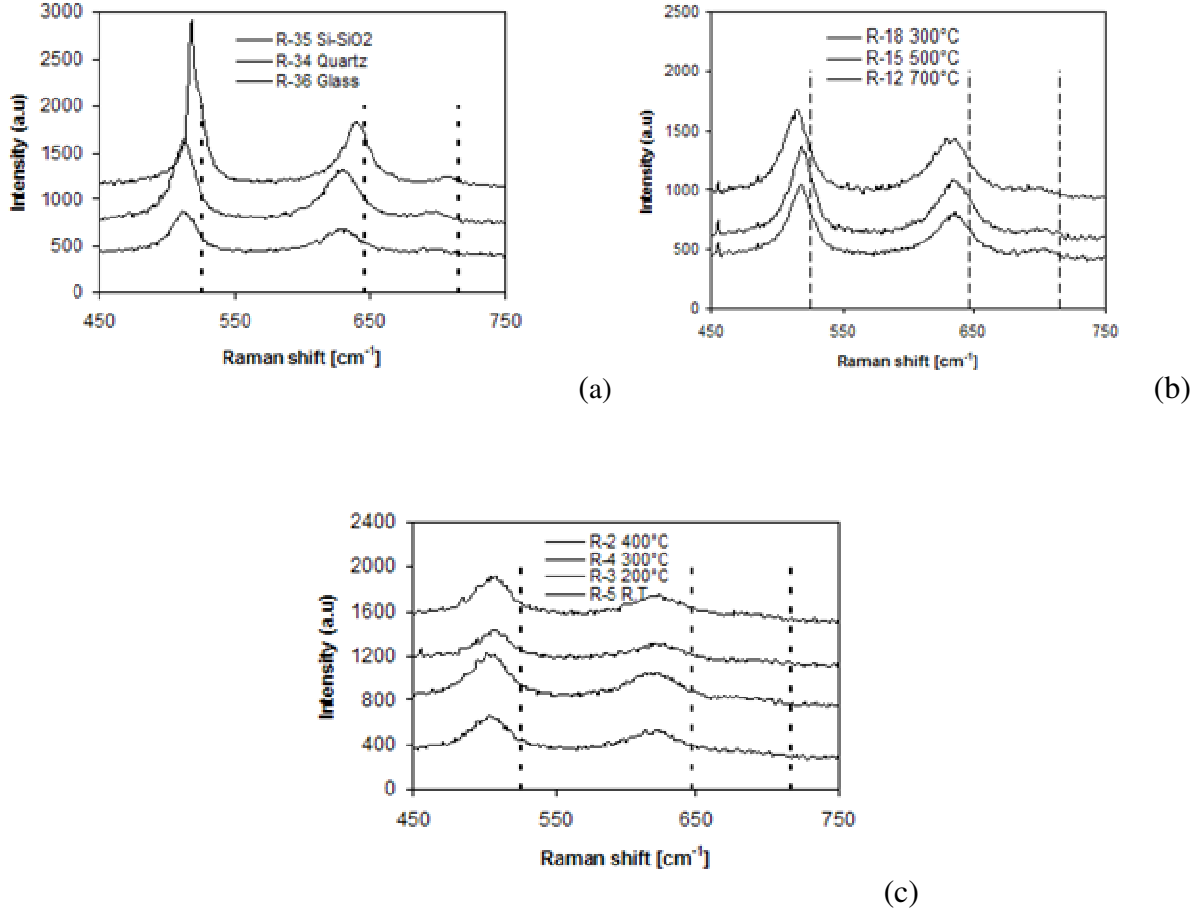 3000
2500
2000
1500
1000
500
0
Intensity (a.u)
R-35 Si-SiO2
R-34 Quartz
R-36 Glass
450 550 650 750
Raman shift [cm-1]
(a)
2500
2000
1500
1000
500
0
Intensity (a.u)
R-18 300°C
R-15 500°C
R-12 700°C
450 550 650 750
Raman shift [cm-1]
(b)
2400
2000
1600
1200
800
400
0
Intensity (a.u)
R-2 400°C
R-4 300°C
R-3 200°C
R-5 R.T
450 550 650 750
Raman shift [cm-1]
(c)